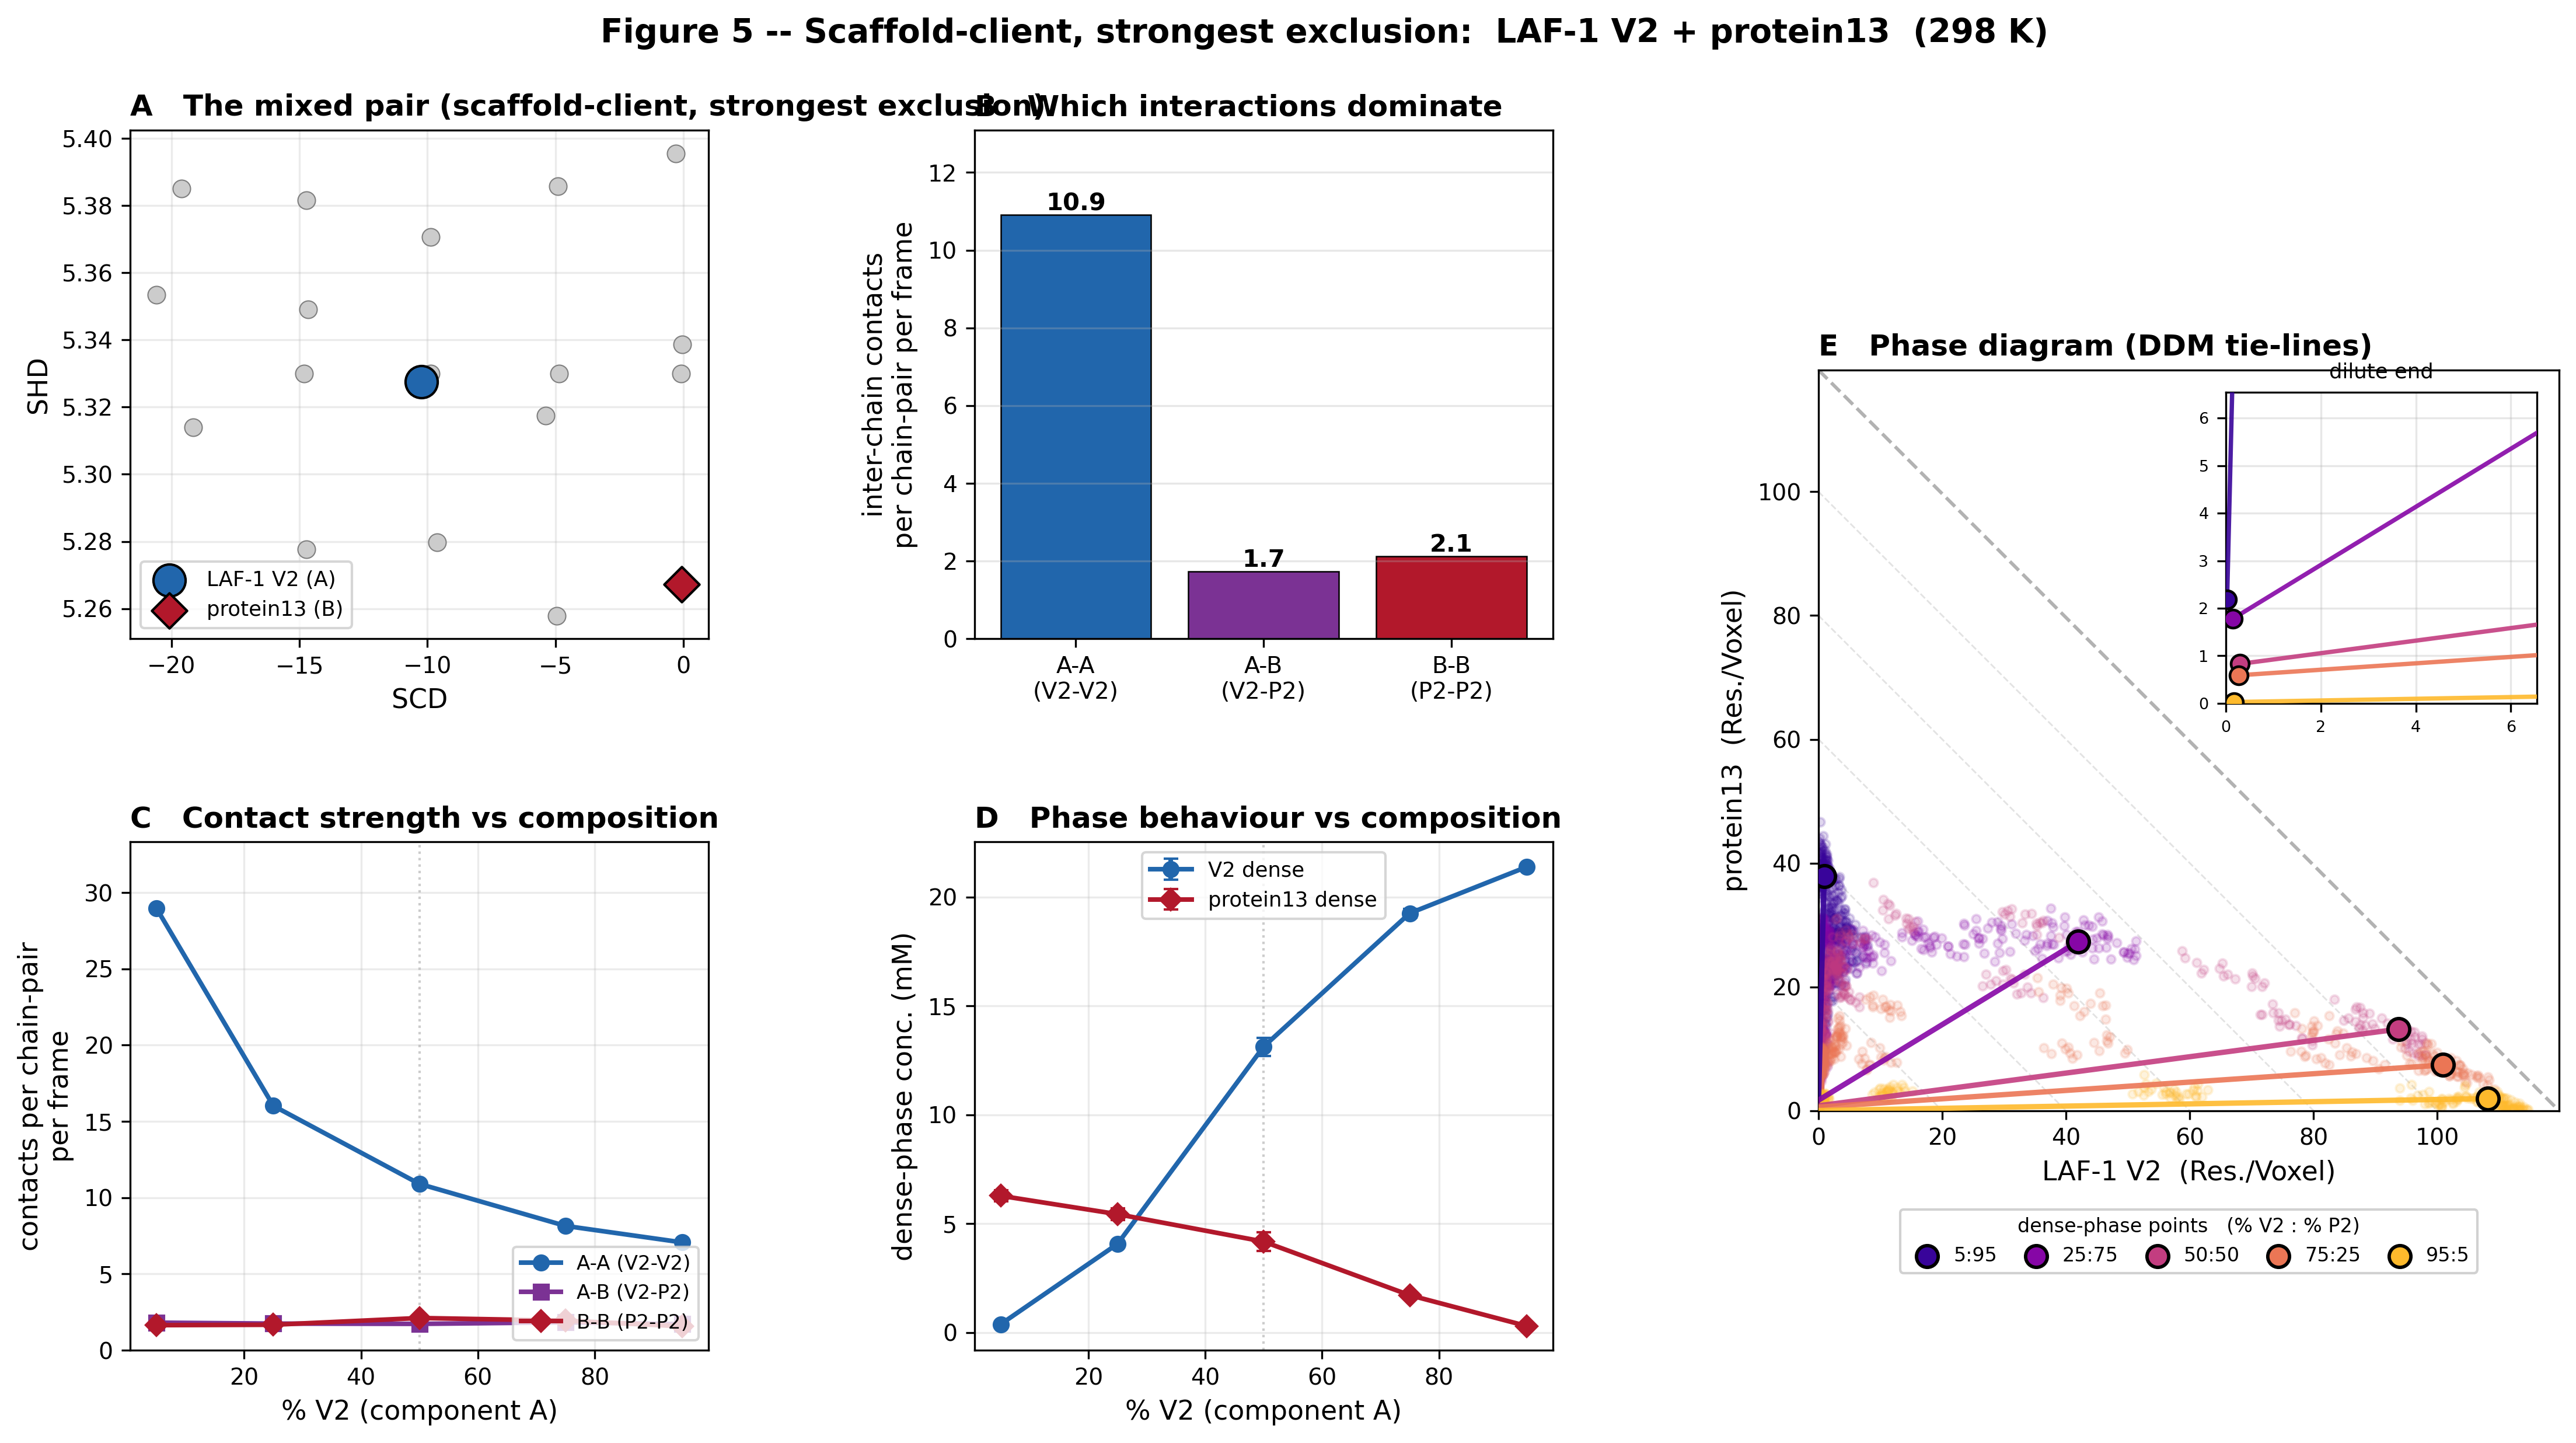 Figure 5 -- Scaffold-client, strongest exclusion:  LAF-1 V2 + protein13  (298 K)
A   The mixed pair (scaffold-client, strongest exclusion)
5.40
5.38
5.36
5.34
5.32
5.30
5.28
5.26
SHD
−20
−15
−10
−5
0
SCD
LAF-1 V2 (A)
protein13 (B)
B   Which interactions dominate
12
10
8
6
4
2
0
inter-chain contacts
per chain-pair per frame
10.9
1.7
2.1
A-A
(V2-V2)
A-B
(V2-P2)
B-B
(P2-P2)
C   Contact strength vs composition
30
25
20
15
10
5
0
contacts per chain-pair
per frame
20
40
60
80
% V2 (component A)
A-A (V2-V2)
A-B (V2-P2)
B-B (P2-P2)
D   Phase behaviour vs composition
20
15
10
5
0
dense-phase conc. (mM)
20
40
60
80
% V2 (component A)
V2 dense
protein13 dense
E   Phase diagram (DDM tie-lines)
dilute end
6
5
4
3
2
1
0
0
2
4
6
100
80
60
40
20
0
protein13  (Res./Voxel)
0
20
40
60
80
100
LAF-1 V2  (Res./Voxel)
dense-phase points   (% V2 : % P2)
5:95
25:75
50:50
75:25
95:5